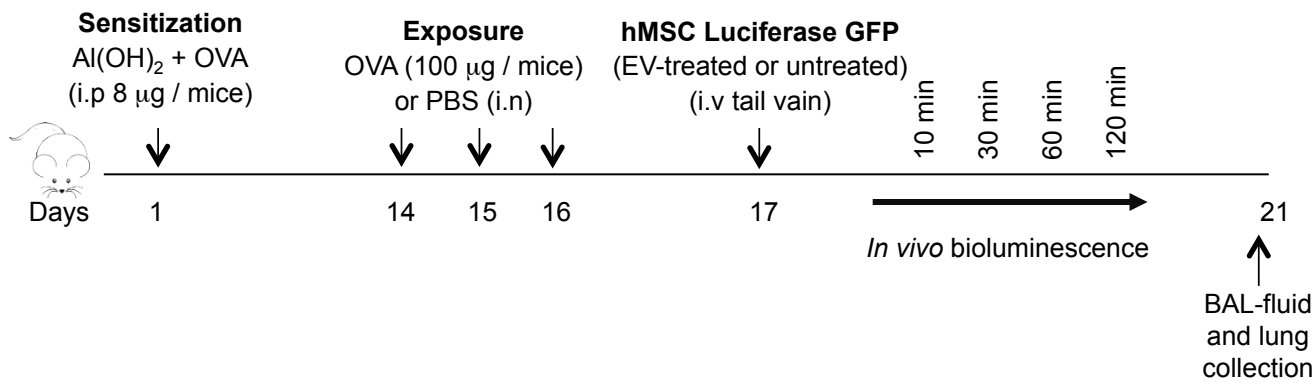 Sensitization
Al(OH)2 + OVA
(i.p 8 μg / mice)
Exposure
OVA (100 μg / mice)
or PBS (i.n)
hMSC Luciferase GFP
(EV-treated or untreated)
(i.v tail vain)
10 min
30 min
60 min
120 min
Days 1 14 15 16 17 21
In vivo bioluminescence
BAL-fluid
and lung
collection